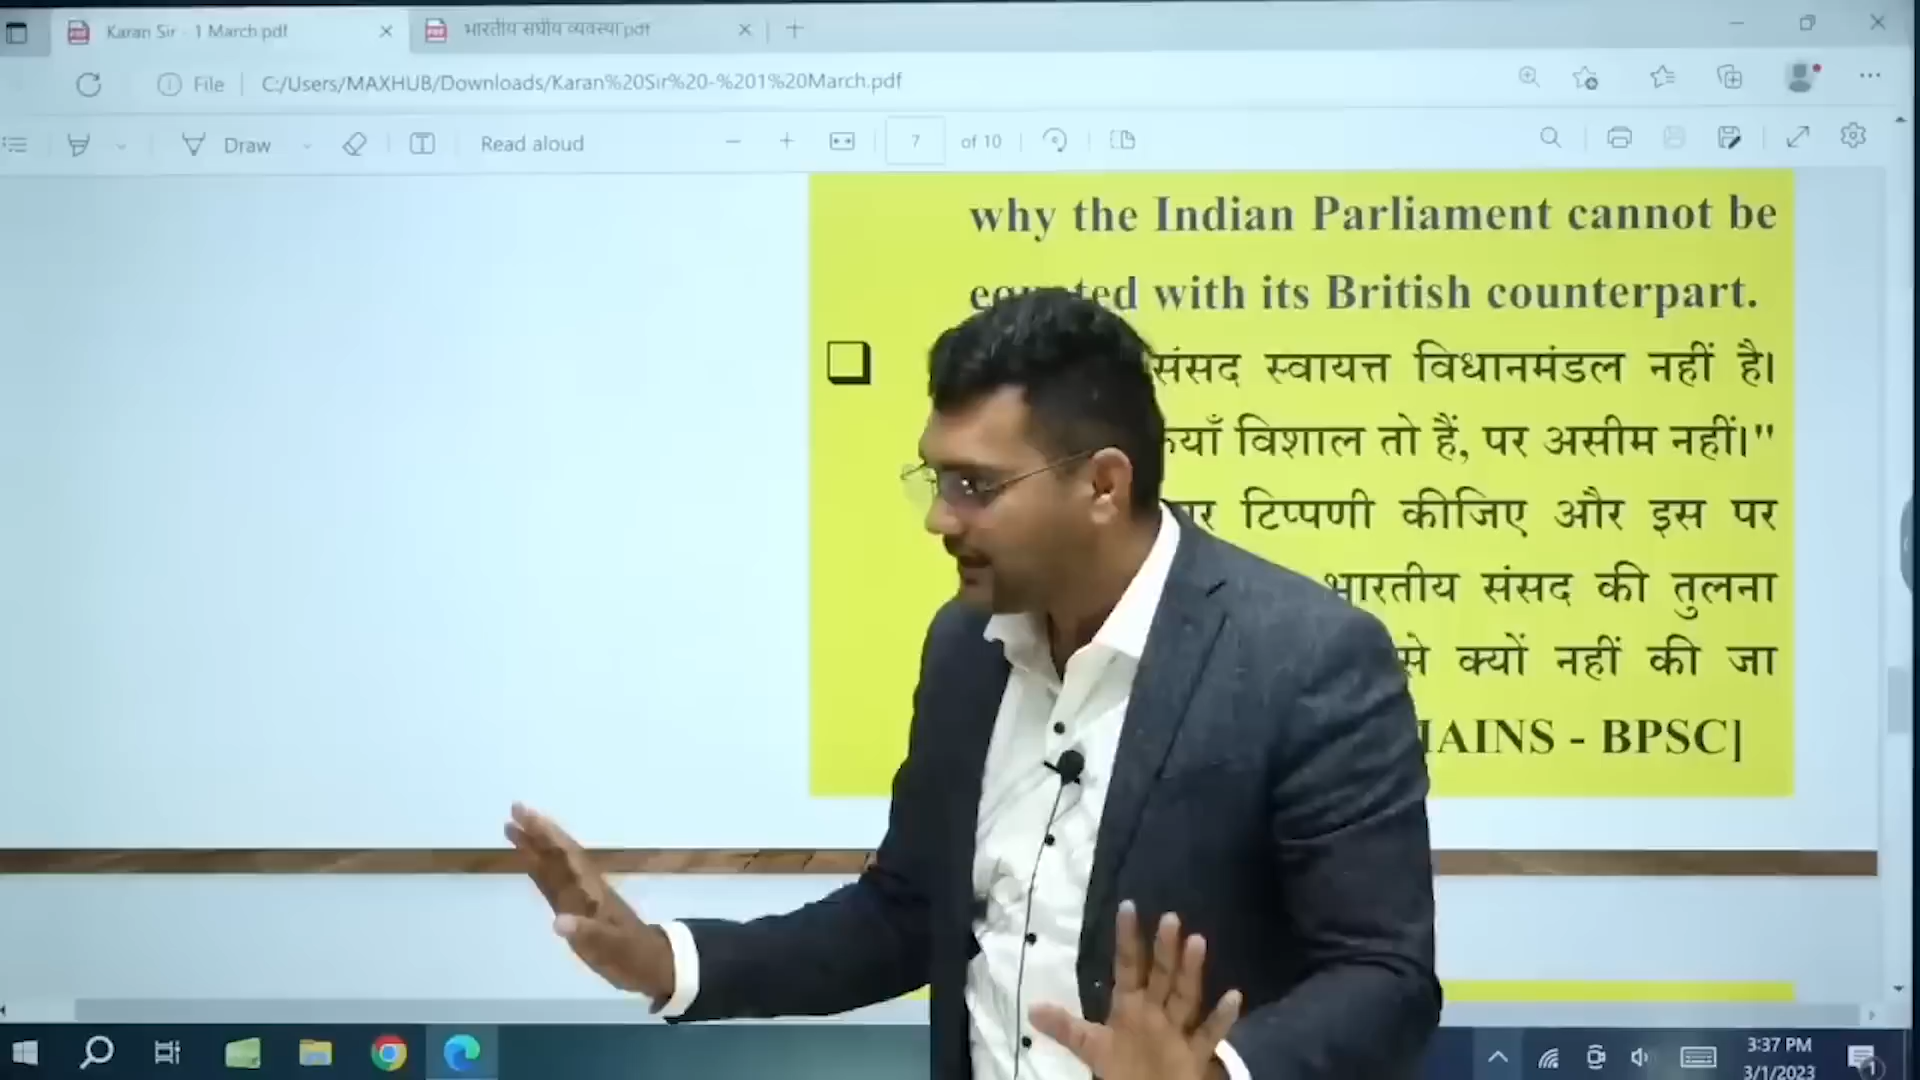 Karan Sir - 1 March.pdf
भारतीय संघीय व्यवस्था.pdf
File
C:/Users/MAXHUB/Downloads/Karan%20Sir%20-%201%20March.pdf
Draw
Read aloud
7
of 10
why the Indian Parliament cannot be
equated with its British counterpart.
संसद स्वायत्त विधानमंडल नहीं है।
विशाल तो हैं, पर असीम नहीं।"
टिप्पणी कीजिए और इस पर
भारतीय संसद की तुलना
से क्यों नहीं की जा
MAINS - BPSC]
3:37 PM
3/1/2023
1